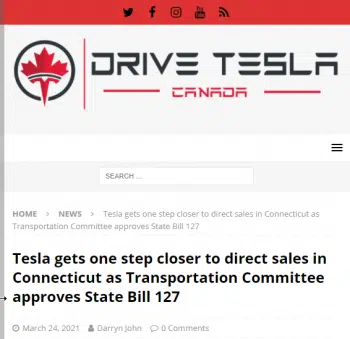 DRIVE TESLA
CANADA
SEARCH ...
HOME > NEWS > Tesla gets one step closer to direct sales in Connecticut as
Transportation Committee approves State Bill 127
Tesla gets one step closer to direct sales in
Connecticut as Transportation Committee
approves State Bill 127
March 24, 2021 Darryn John 0 Comments